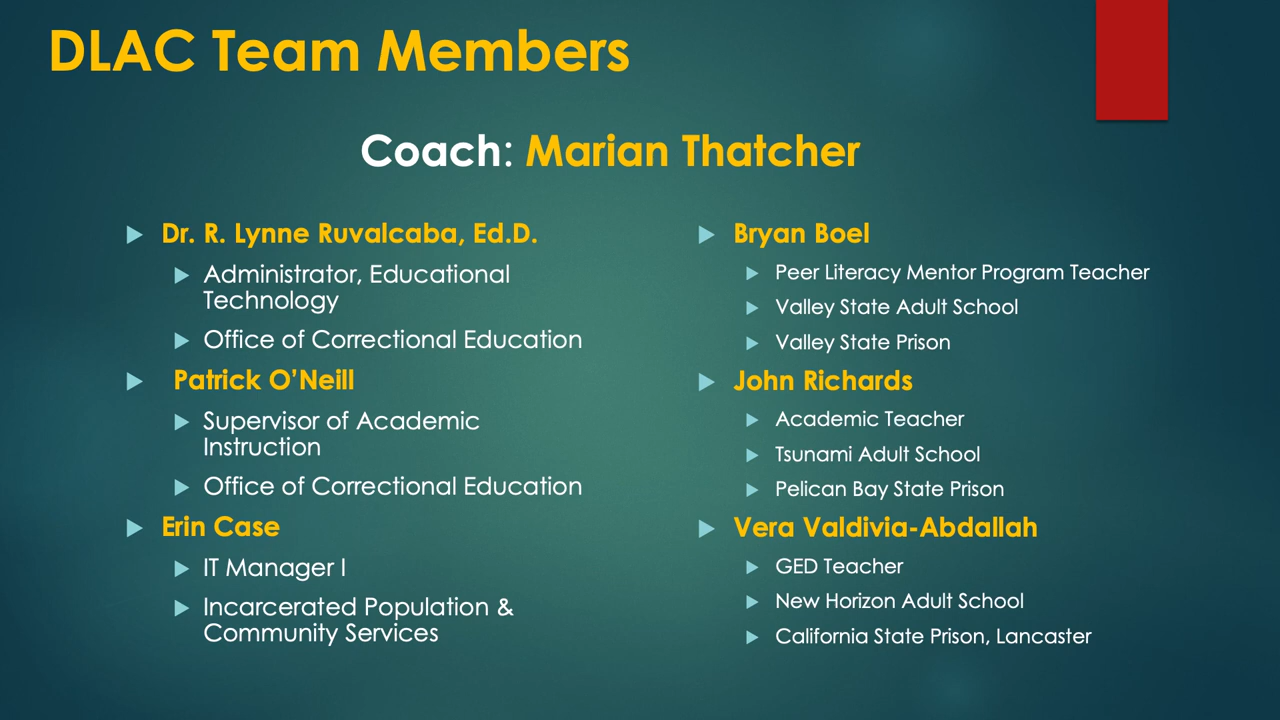 DLAC Team Members
Coach: Marian Thatcher
Dr. R. Lynne Ruvalcaba, Ed.D.
Administrator, Educational
Technology
Office of Correctional Education
Patrick O’Neill
Supervisor of Academic
Instruction
Office of Correctional Education
Erin Case
IT Manager I
Incarcerated Population &
Community Services
Bryan Boel
Peer Literacy Mentor Program Teacher
Valley State Adult School
Valley State Prison
John Richards
Academic Teacher
Tsunami Adult School
Pelican Bay State Prison
Vera Valdivia-Abdallah
GED Teacher
New Horizon Adult School
California State Prison, Lancaster